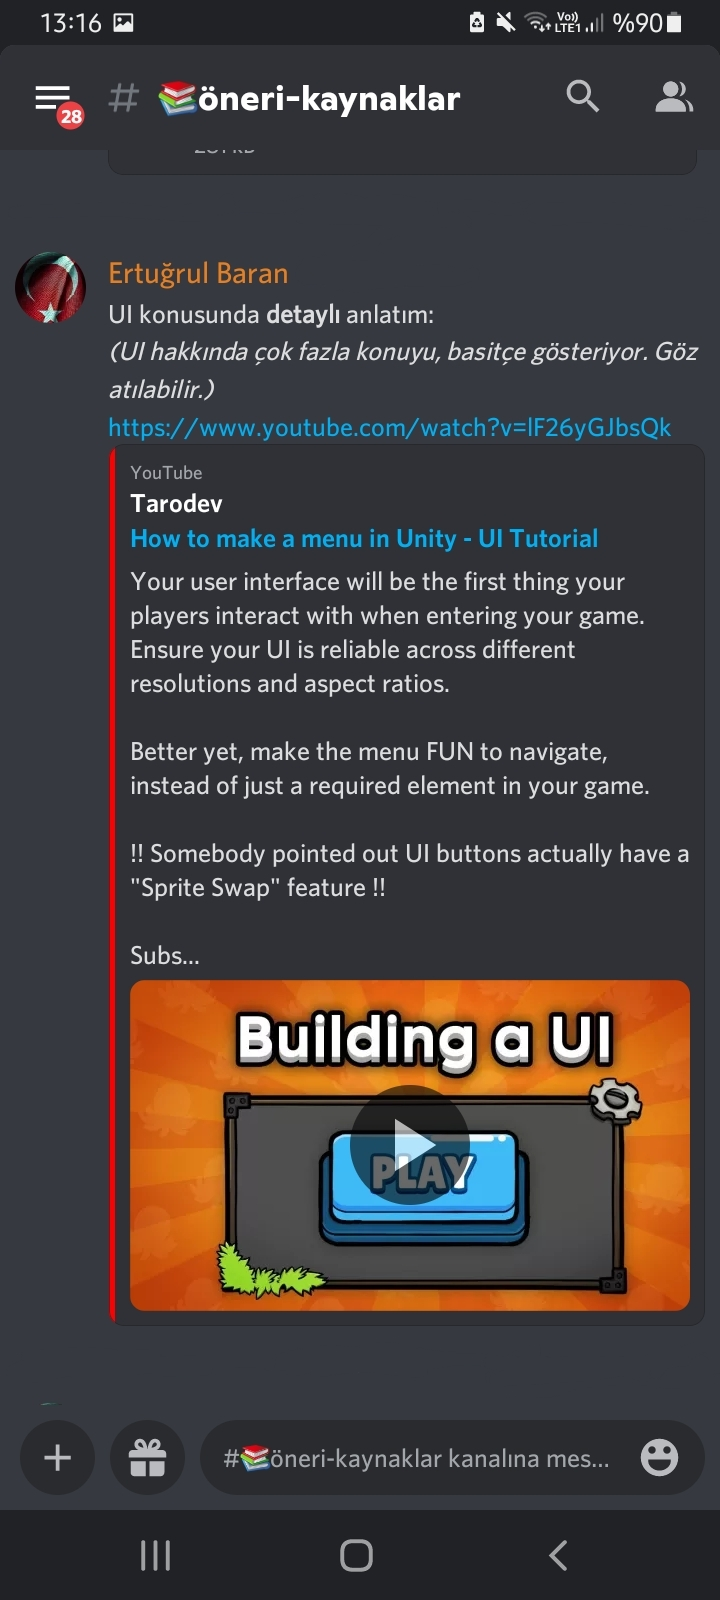 13:16 Vo)) LTE1 %90
28 # öneri-kaynaklar
Ertuğrul Baran
UI konusunda detaylı anlatım:
(UI hakkında çok fazla konuyu, basitçe gösteriyor. Göz
atılabilir.)
https://www.youtube.com/watch?v=lF26yGJbsQk
YouTube
Tarodev
How to make a menu in Unity - UI Tutorial
Your user interface will be the first thing your
players interact with when entering your game.
Ensure your UI is reliable across different
resolutions and aspect ratios.
Better yet, make the menu FUN to navigate,
instead of just a required element in your game.
!! Somebody pointed out UI buttons actually have a
"Sprite Swap" feature !!
Subs...
Building a UI
PLAY
#öneri-kaynaklar kanalına mes...